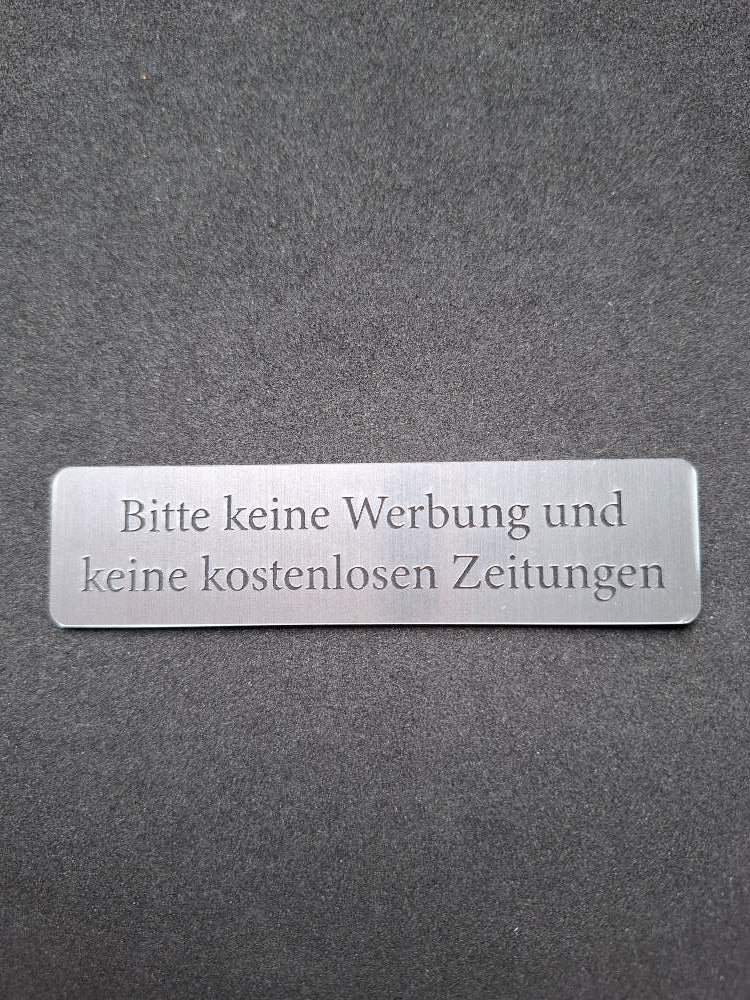 Bitte keine Werbung und
keine kostenlosen Zeitungen